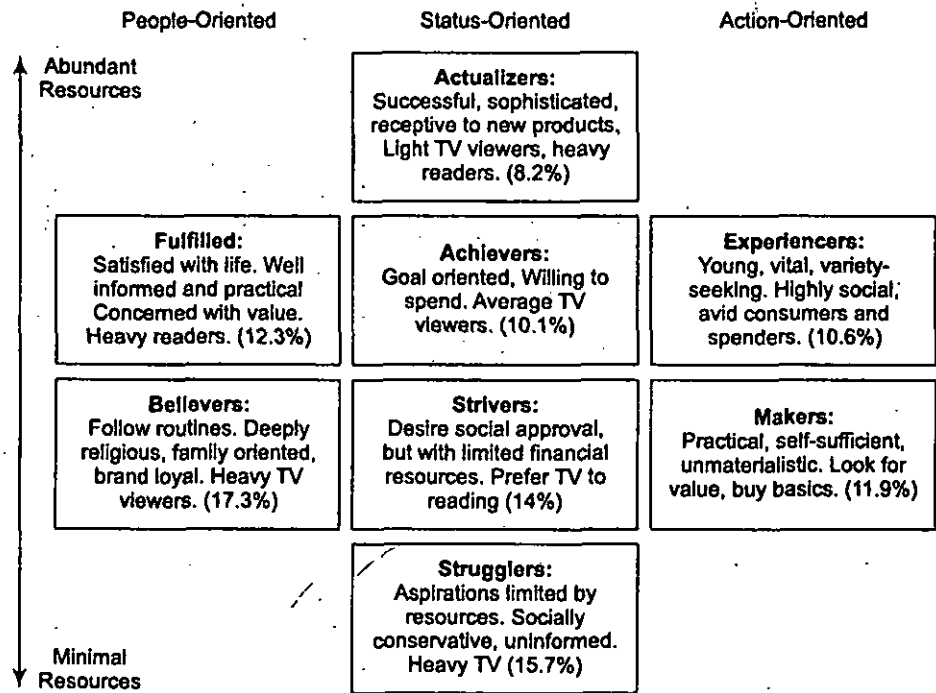 People-Oriented
Status-Oriented
Action-Oriented
Abundant
Resources
Actualizers:
Successful, sophisticated,
receptive to new products,
Light TV viewers, heavy
readers. (8.2%)
Fulfilled:
Satisfied with life. Well
informed and practical
Concerned with value.
Heavy readers. (12.3%)
Achievers:
Goal oriented, Willing to
spend. Average TV
viewers. (10.1%)
Experiencers:
Young, vital, variety-
seeking. Highly social,
avid consumers and
spenders. (10.6%)
Believers:
Follow routines. Deeply
religious, family oriented,
brand loyal. Heavy TV
viewers. (17.3%)
Strivers:
Desire social approval,
but with limited financial
resources. Prefer TV to
reading (14%)
Makers:
Practical, self-sufficient,
unmaterialistic. Look for
value, buy basics. (11.9%)
Strugglers:
Aspirations limited by
resources. Socially
conservative, uninformed.
Heavy TV (15.7%)
Minimal
Resources